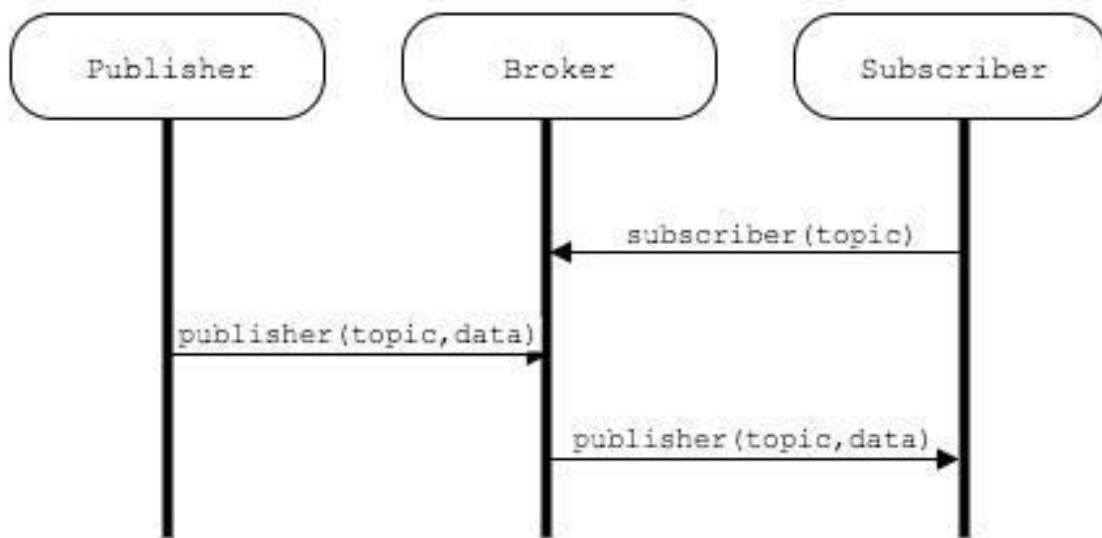 Publisher
Broker
Subscriber
subscriber(topic)
publisher(topic,data)
publisher(topic,data)